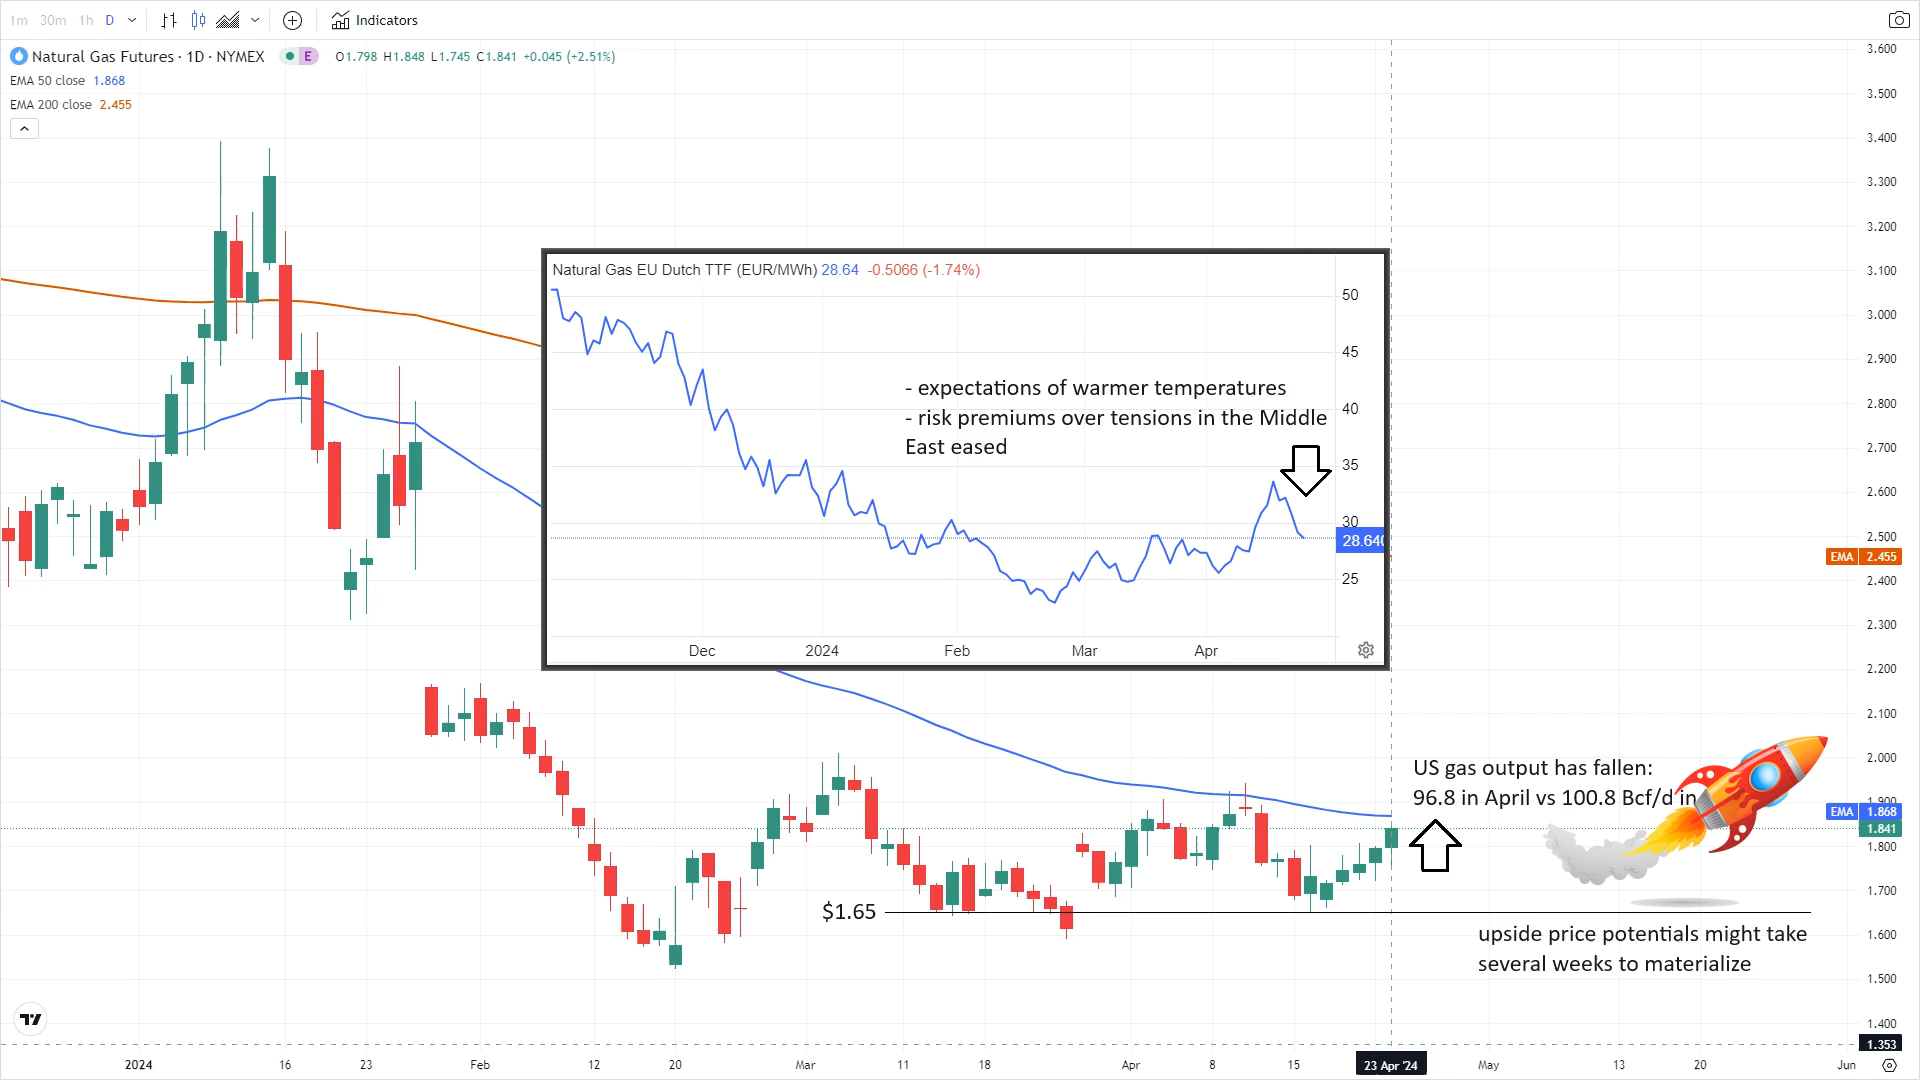 1m 30m 1h D Indicators
Natural Gas Futures · 1D · NYMEX E O1.798 H1.848 L1.745 C1.841 +0.045 (+2.51%)
EMA 50 close 1.868
EMA 200 close 2.455
3.600
3.500
3.400
3.300
3.200
3.100
3.000
2.900
2.800
2.700
2.600
2.500
EMA 2.455
2.400
2.300
2.200
2.100
2.000
1.900
EMA 1.868
1.841
1.800
1.700
1.600
1.500
1.400
1.353
Natural Gas EU Dutch TTF (EUR/MWh) 28.64 -0.5066 (-1.74%)
50
45
40
35
30
28.640
25
- expectations of warmer temperatures
- risk premiums over tensions in the Middle
East eased
Dec 2024 Feb Mar Apr
US gas output has fallen:
96.8 in April vs 100.8 Bcf/d in
$1.65
upside price potentials might take
several weeks to materialize
2024 16 23 Feb 12 20 Mar 11 18 Apr 8 15 23 Apr '24 May 13 20 Jun